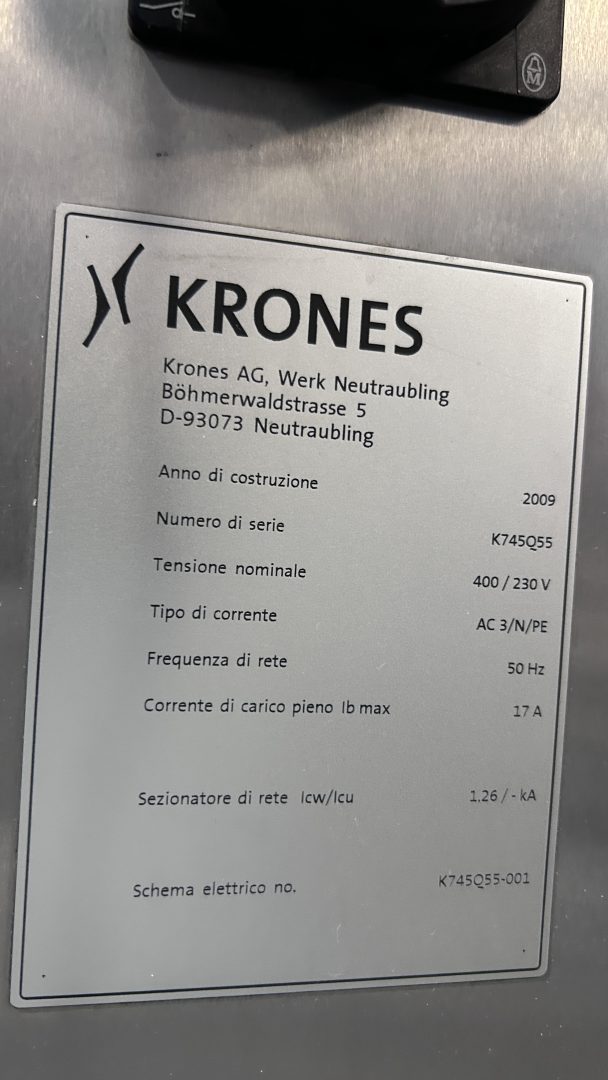 M
KRONES
Krones AG, Werk Neutraubling
Böhmerwaldstrasse 5
D-93073 Neutraubling
Anno di costruzione 2009
Numero di serie K745Q55
Tensione nominale 400 / 230 V
Tipo di corrente AC 3/N/PE
Frequenza di rete 50 Hz
Corrente di carico pieno Ib max 17 A
Sezionatore di rete Icw/Icu 1,26 / - kA
Schema elettrico no. K745Q55-001